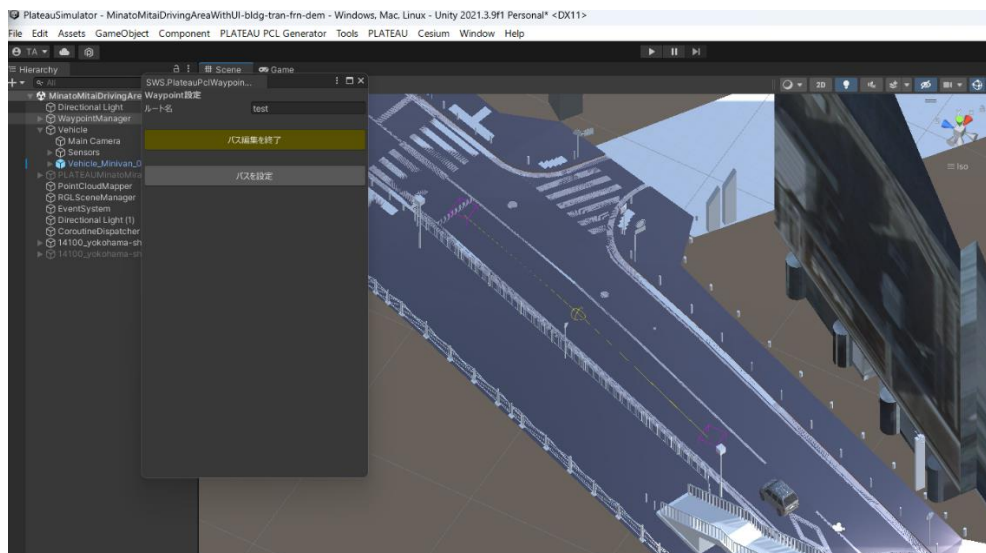 PlateauSimulator - MinatoMitaiDrivingAreaWithUI-bldg-tran-frn-dem - Windows, Mac, Linux - Unity 2021.3.9f1 Personal* <DX11>
File Edit Assets GameObject Component PLATEAU PCL Generator Tools PLATEAU Cesium Window Help
TA
Hierarchy
Scene Game
All
SWS.PlateauPclWaypoin...
2D
MinatoMitaiDrivingAre
Waypoint設定
Directional Light
ルート名 test
WaypointManager
Vehicle
Main Camera
パス編集を終了
Sensors
Vehicle_Minivan_0
Iso
PLATEAUMinatoMira
パスを設定
PointCloudMapper
RGLSceneManager
EventSystem
Directional Light (1)
CoroutineDispatcher
14100_yokohama-sh
14100_yokohama-sh